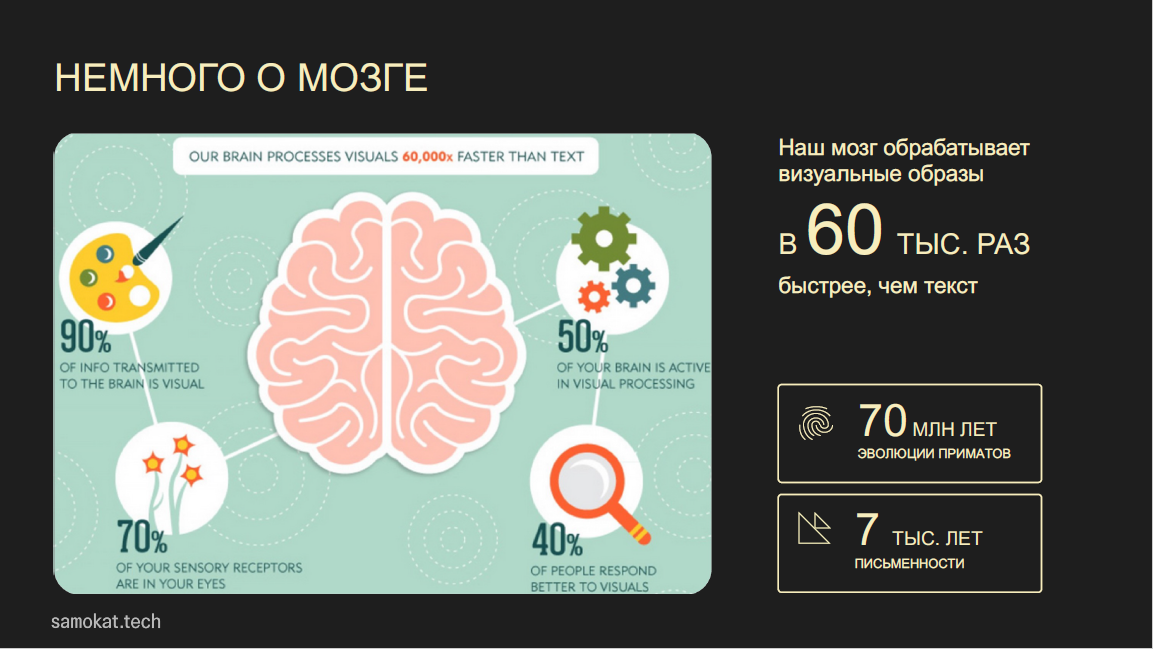 НЕМНОГО О МОЗГЕ
OUR BRAIN PROCESSES VISUALS 60,000x FASTER THAN TEXT
90%
OF INFO TRANSMITTED
TO THE BRAIN IS VISUAL
50%
OF YOUR BRAIN IS ACTIVE
IN VISUAL PROCESSING
70%
OF YOUR SENSORY RECEPTORS
ARE IN YOUR EYES
40%
OF PEOPLE RESPOND
BETTER TO VISUALS
Наш мозг обрабатывает
визуальные образы
В 60 ТЫС. РАЗ
быстрее, чем текст
70 МЛН ЛЕТ
ЭВОЛЮЦИИ ПРИМАТОВ
7 ТЫС. ЛЕТ
ПИСЬМЕННОСТИ
samokat.tech